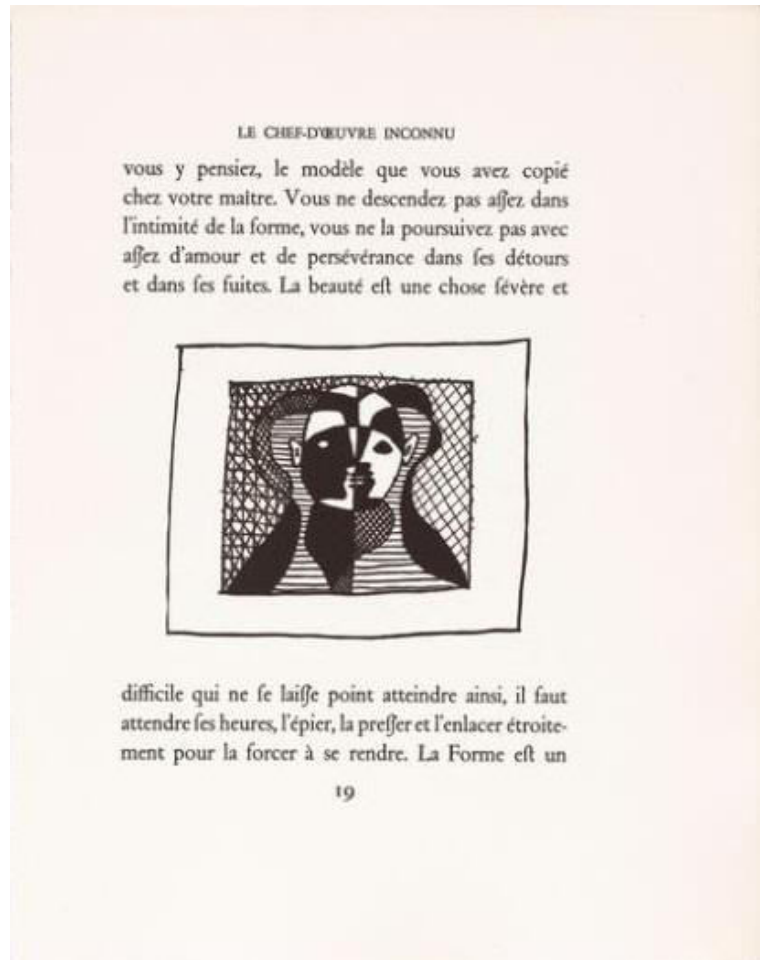 LE CHEF-D'ŒUVRE INCONNU
vous y pensiez, le modèle que vous avez copié
chez votre maître. Vous ne descendez pas aſſez dans
l'intimité de la forme, vous ne la poursuivez pas avec
aſſez d'amour et de persévérance dans ſes détours
et dans ſes fuites. La beauté eſt une chose ſévère et
difficile qui ne ſe laiſſe point atteindre ainsi, il faut
attendre ſes heures, l'épier, la preſſer et l'enlacer étroite-
ment pour la forcer à se rendre. La Forme eſt un
19